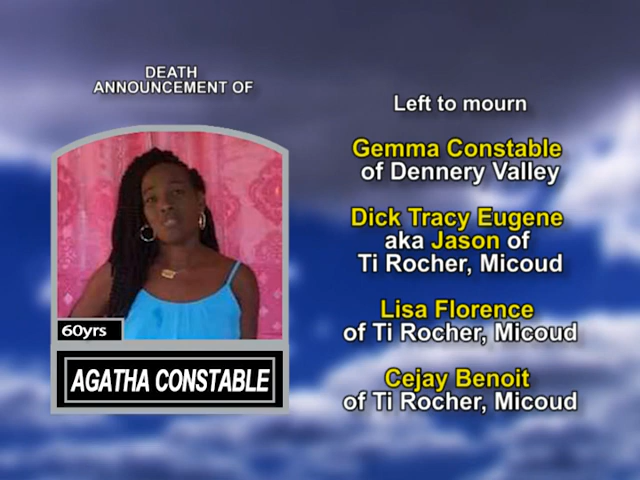 DEATH
ANNOUNCEMENT OF
60yrs
AGATHA CONSTABLE
Left to mourn
Gemma Constable
of Dennery Valley
Dick Tracy Eugene
aka Jason of
Ti Rocher, Micoud
Lisa Florence
of Ti Rocher, Micoud
Cejay Benoit
of Ti Rocher, Micoud